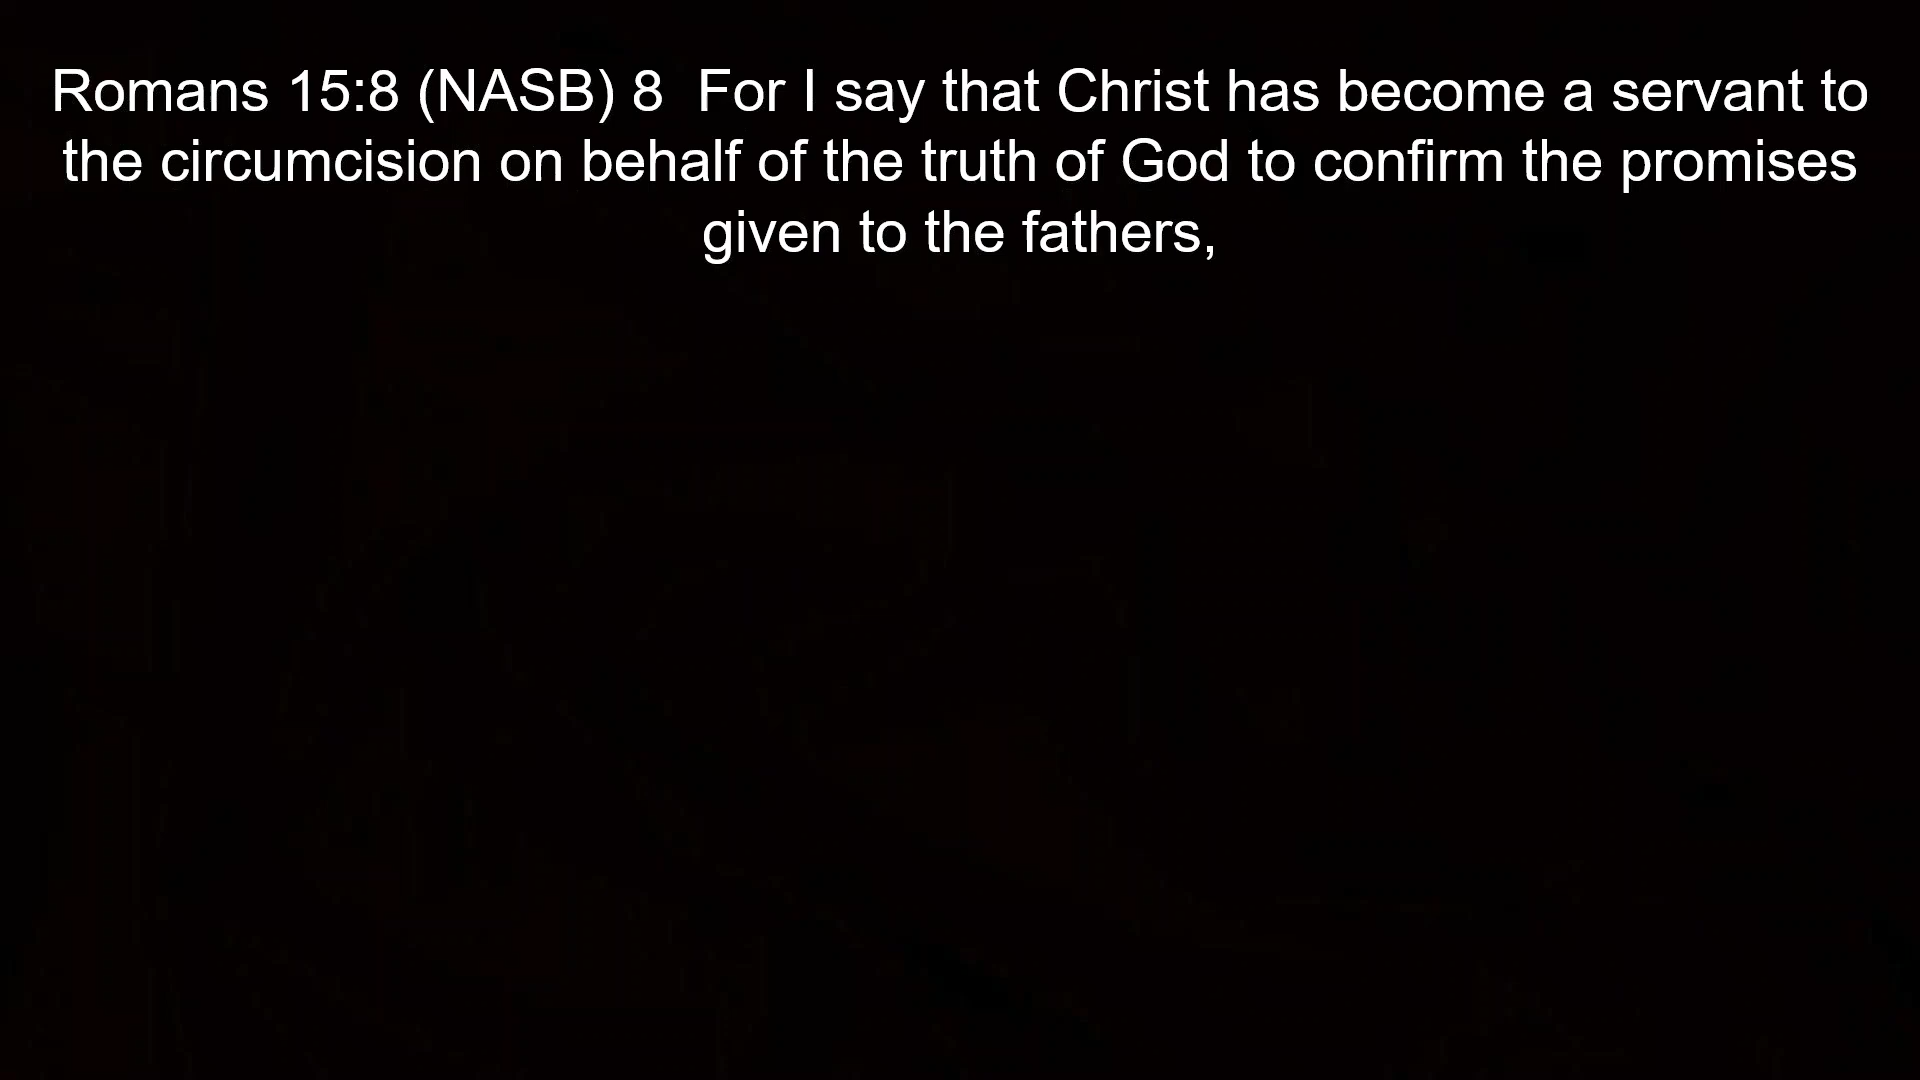 Romans 15:8 (NASB) 8  For I say that Christ has become a servant to
the circumcision on behalf of the truth of God to confirm the promises
given to the fathers,